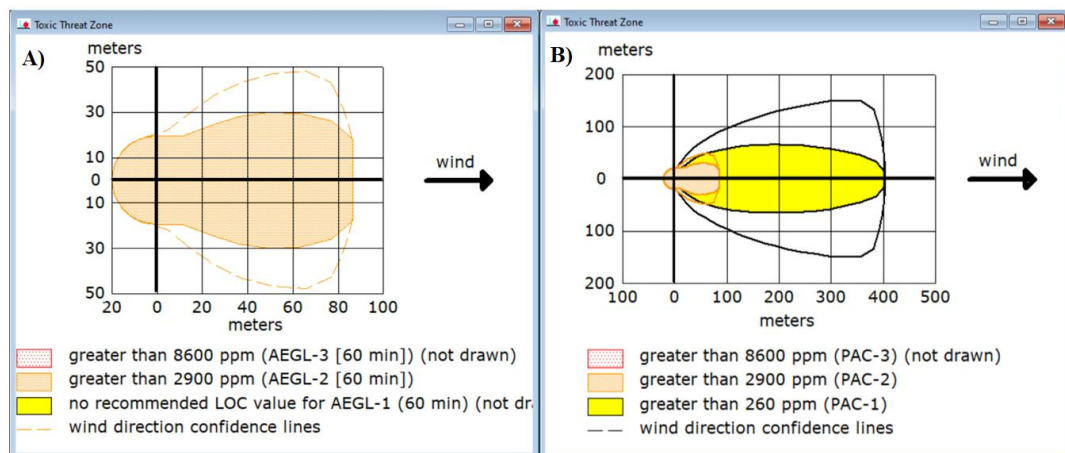 Toxic Threat Zone
A)
meters
50
30
10
0
10
30
50
20 0 20 40 60 80 100
meters
wind
greater than 8600 ppm (AEGL-3 [60 min]) (not drawn)
greater than 2900 ppm (AEGL-2 [60 min])
no recommended LOC value for AEGL-1 (60 min) (not dra
wind direction confidence lines
Toxic Threat Zone
B)
meters
200
100
0
100
200
100 0 100 200 300 400 500
meters
wind
greater than 8600 ppm (PAC-3) (not drawn)
greater than 2900 ppm (PAC-2)
greater than 260 ppm (PAC-1)
wind direction confidence lines